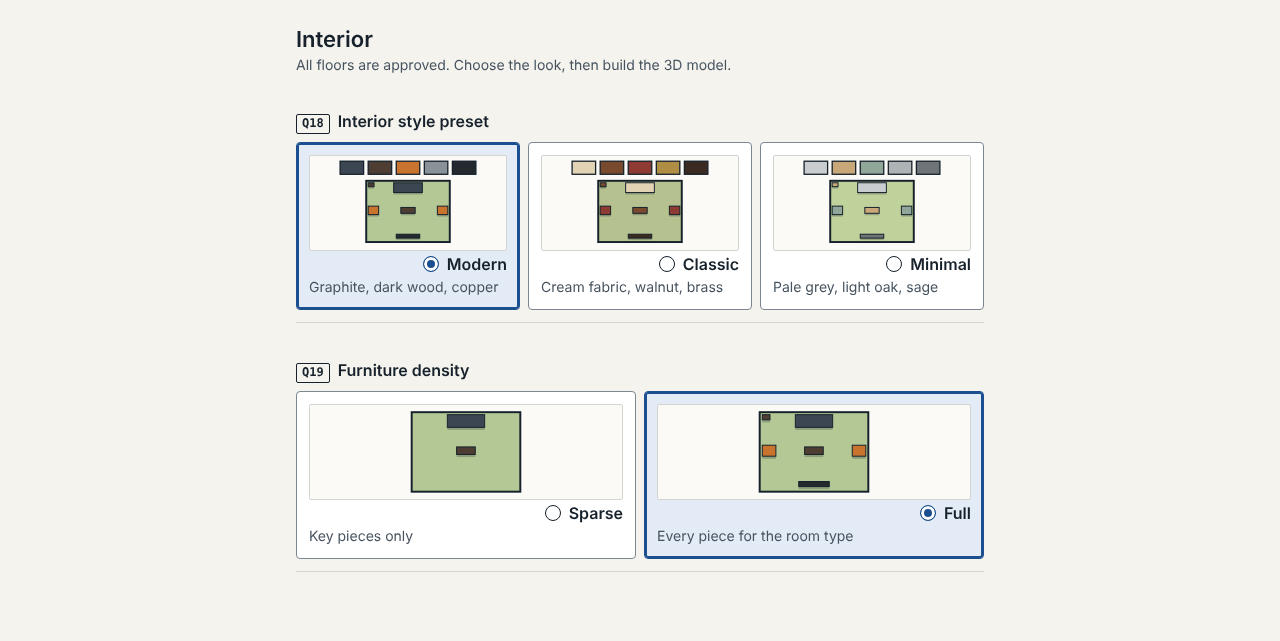 Interior
All floors are approved. Choose the look, then build the 3D model.
Q18 Interior style preset
Modern
Graphite, dark wood, copper
Classic
Cream fabric, walnut, brass
Minimal
Pale grey, light oak, sage
Q19 Furniture density
Sparse
Key pieces only
Full
Every piece for the room type